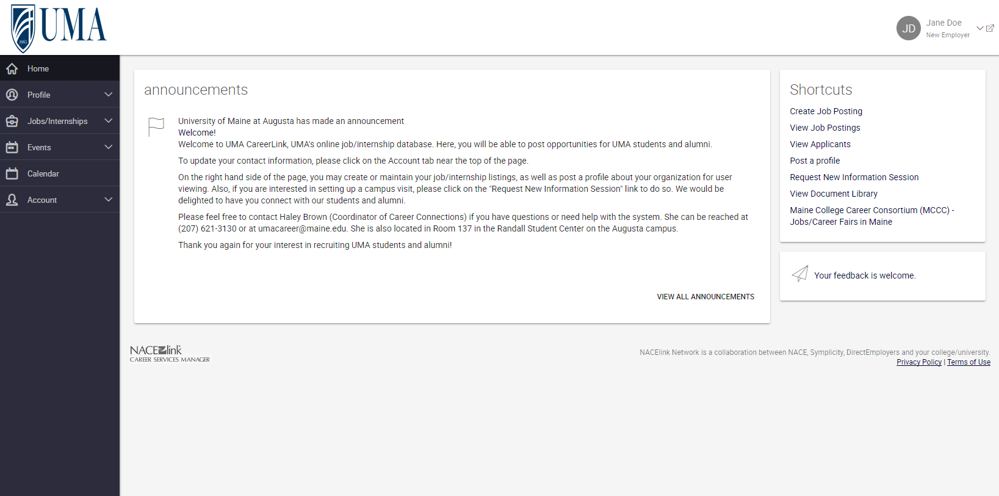 UMA
1965
JD
Jane Doe
New Employer
Home
Profile
Jobs/Internships
Events
Calendar
Account
announcements
University of Maine at Augusta has made an announcement
Welcome!
Welcome to UMA CareerLink, UMA's online job/internship database. Here, you will be able to post opportunities for UMA students and alumni.
To update your contact information, please click on the Account tab near the top of the page.
On the right hand side of the page, you may create or maintain your job/internship listings, as well as post a profile about your organization for user
viewing. Also, if you are interested in setting up a campus visit, please click on the "Request New Information Session" link to do so. We would be
delighted to have you connect with our students and alumni.
Please feel free to contact Haley Brown (Coordinator of Career Connections) if you have questions or need help with the system. She can be reached at
(207) 621-3130 or at umacareer@maine.edu. She is also located in Room 137 in the Randall Student Center on the Augusta campus.
Thank you again for your interest in recruiting UMA students and alumni!
VIEW ALL ANNOUNCEMENTS
Shortcuts
Create Job Posting
View Job Postings
View Applicants
Post a profile
Request New Information Session
View Document Library
Maine College Career Consortium (MCCC) -
Jobs/Career Fairs in Maine
Your feedback is welcome.
NACElink
CAREER SERVICES MANAGER
NACElink Network is a collaboration between NACE, Symplicity, DirectEmployers and your college/university.
Privacy Policy | Terms of Use